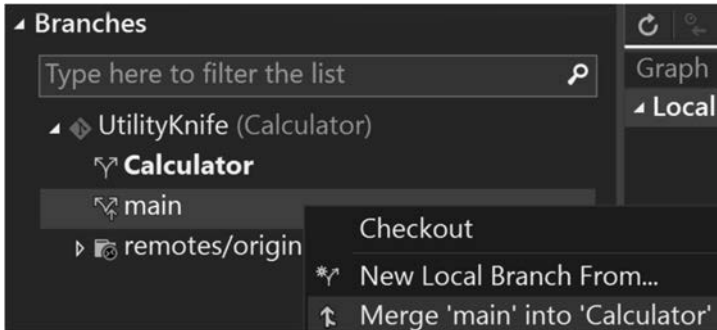 Branches
Type here to filter the list
UtilityKnife (Calculator)
Calculator
main
remotes/origin
Checkout
New Local Branch From...
Merge 'main' into 'Calculator'
Graph
Local